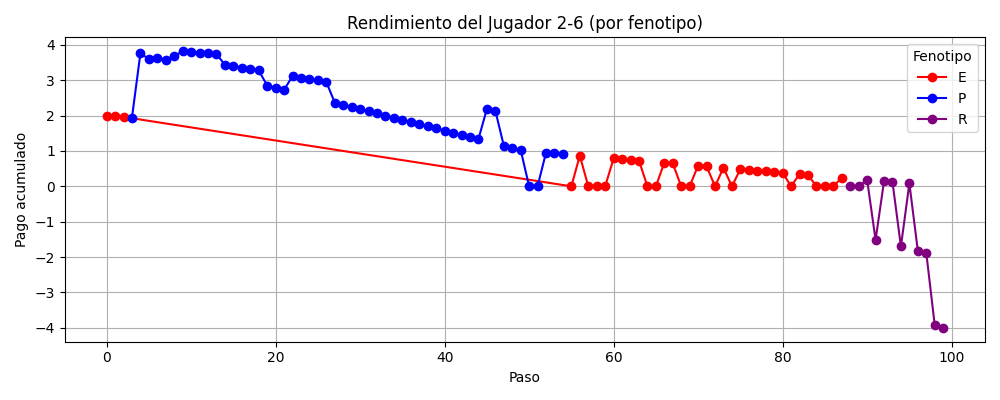 Rendimiento del Jugador 2-6 (por fenotipo)
Pago acumulado
4
3
2
1
0
−1
−2
−3
−4
0
20
40
60
80
100
Paso
Fenotipo
E
P
R